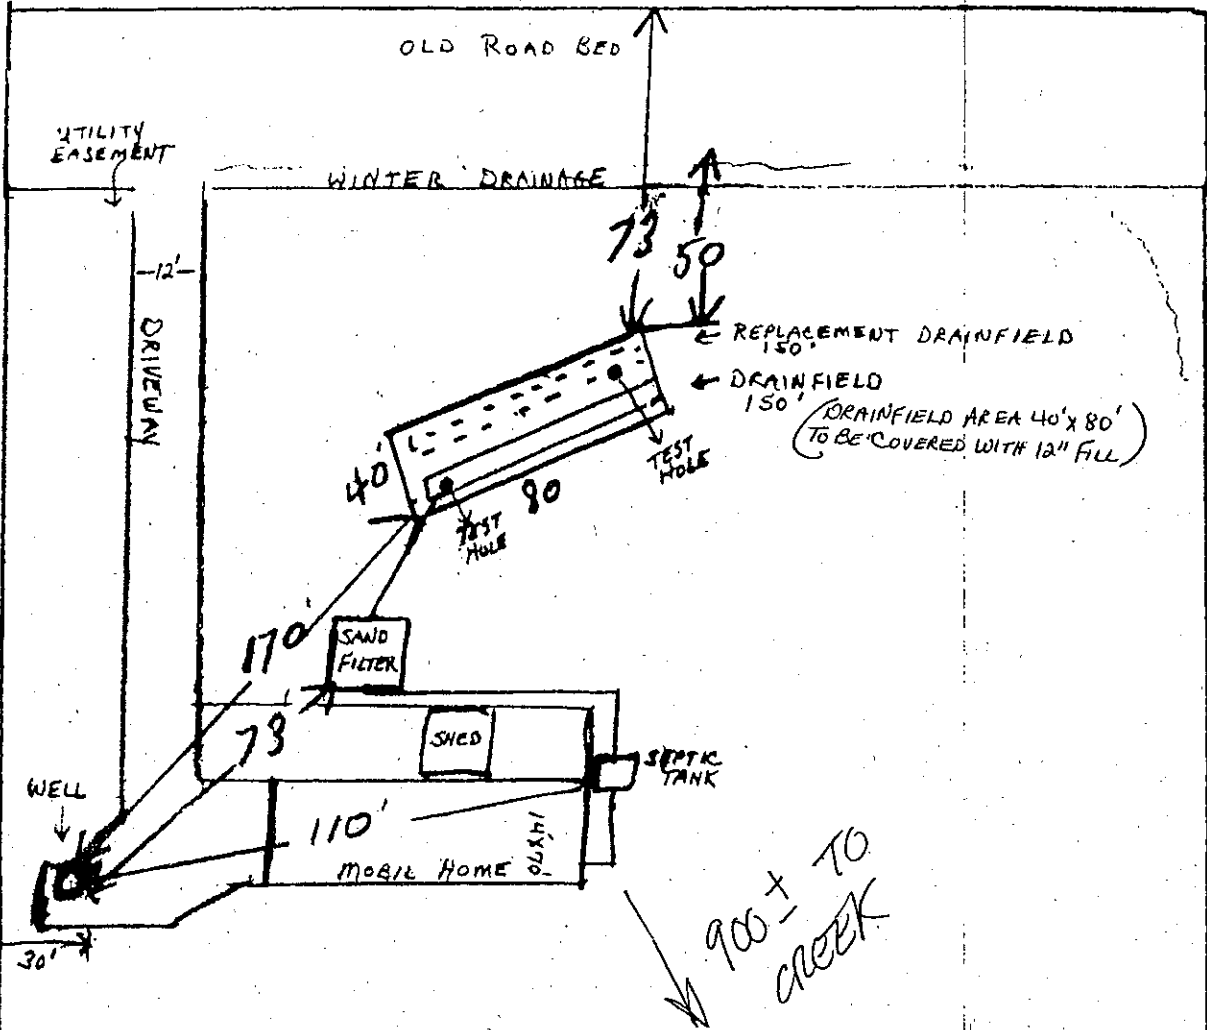 OLD ROAD BED
UTILITY
EASEMENT
WINTER DRAINAGE
73'
50
-12'-
DRIVEWAY
← REPLACEMENT DRAINFIELD
150'
← DRAINFIELD
150'
(DRAINFIELD AREA 40'X80'
TO BE COVERED WITH 12" FILL)
40'
80
TEST
HOLE
TEST
HOLE
170'
SAND
FILTER
73'
SHED
SEPTIC
TANK
WELL
110'
14X70
MOBIL HOME
900 ± TO
CREEK
30'